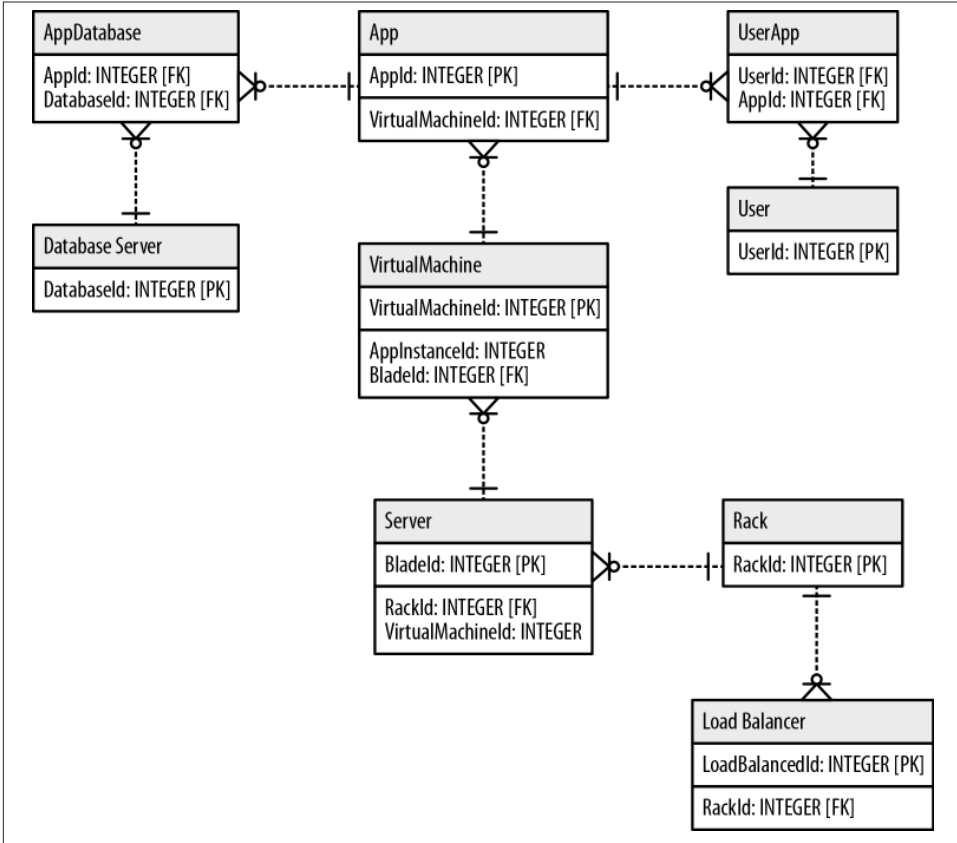 AppDatabase
AppId: INTEGER [FK]
DatabaseId: INTEGER [FK]
App
AppId: INTEGER [PK]
VirtualMachineId: INTEGER [FK]
UserApp
UserId: INTEGER [FK]
AppId: INTEGER [FK]
User
UserId: INTEGER [PK]
Database Server
DatabaseId: INTEGER [PK]
VirtualMachine
VirtualMachineId: INTEGER [PK]
AppInstanceId: INTEGER
BladeId: INTEGER [FK]
Server
BladeId: INTEGER [PK]
RackId: INTEGER [FK]
VirtualMachineId: INTEGER
Rack
RackId: INTEGER [PK]
Load Balancer
LoadBalancedId: INTEGER [PK]
RackId: INTEGER [FK]